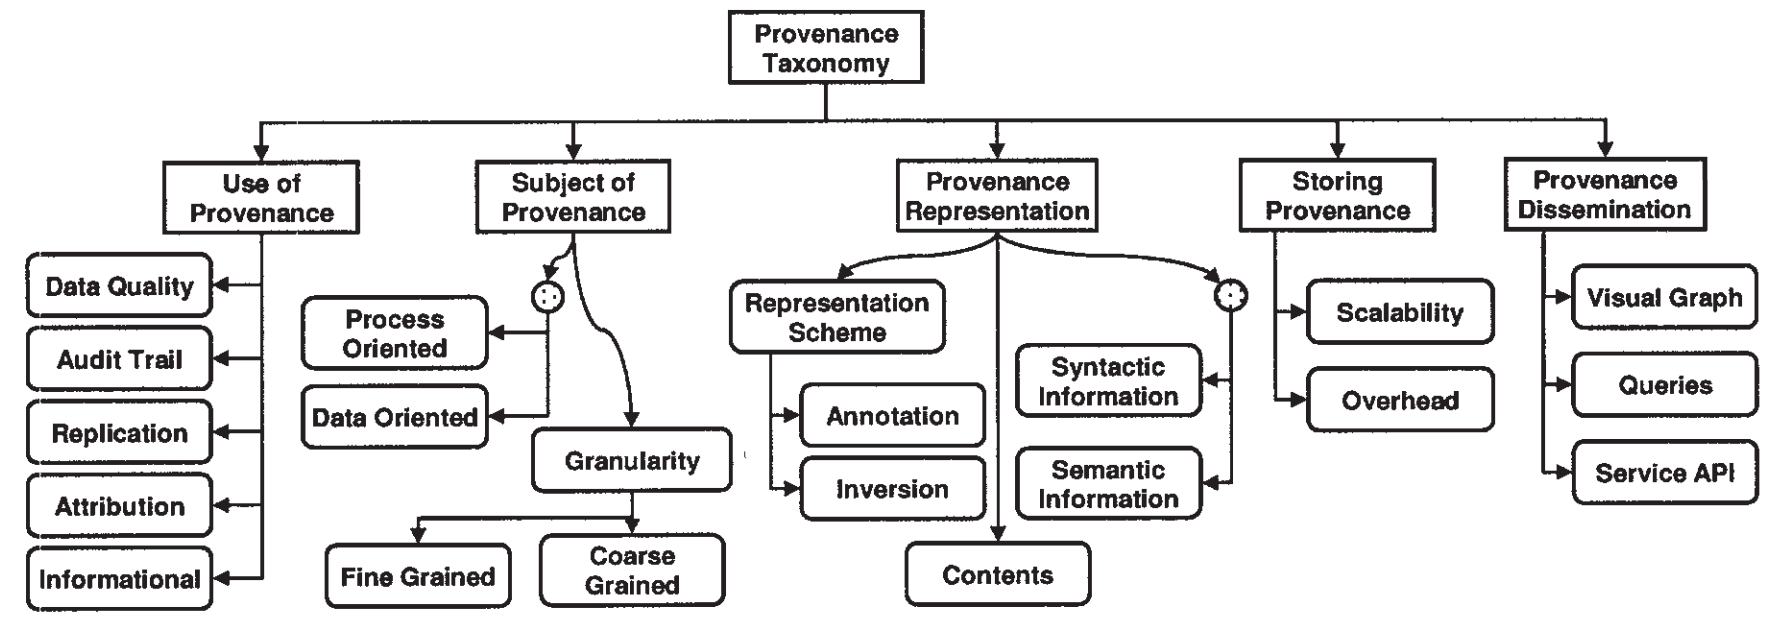 Provenance
Taxonomy
Use of
Provenance
Subject of
Provenance
Provenance
Representation
Storing
Provenance
Provenance
Dissemination
Data Quality
Audit Trail
Replication
Attribution
Informational
Process
Oriented
Data Oriented
Granularity
Fine Grained
Coarse
Grained
Representation
Scheme
Annotation
Inversion
Contents
Syntactic
Information
Semantic
Information
Scalability
Overhead
Visual Graph
Queries
Service API